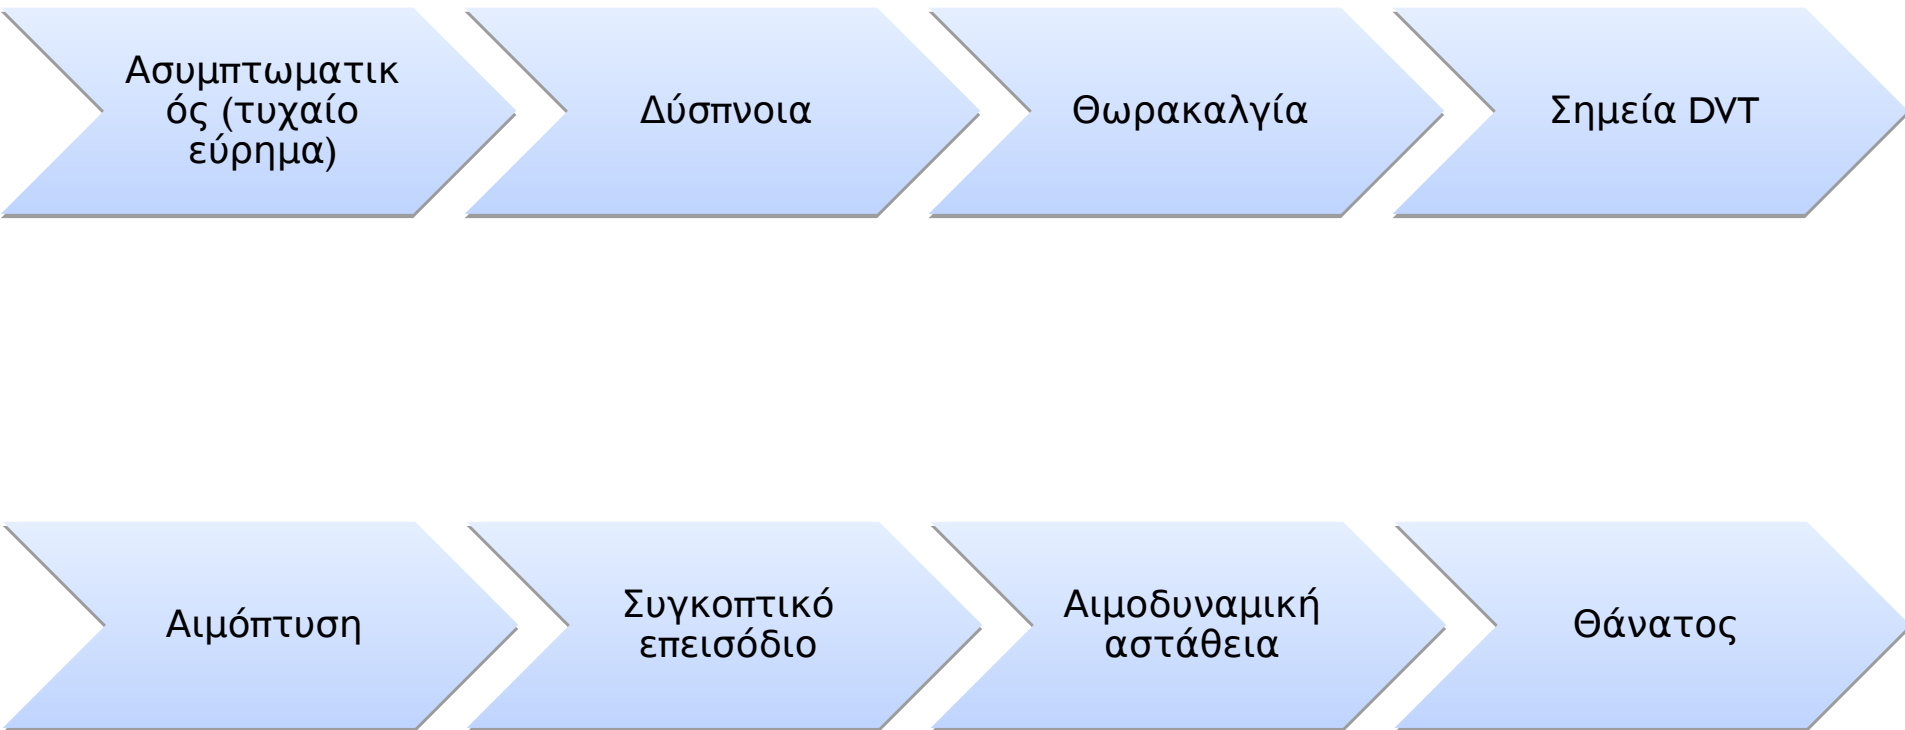 Ασυμπτωματικ
ός (τυχαίο
εύρημα)
Δύσπνοια
Θωρακαλγία
Σημεία DVT
Αιμόπτυση
Συγκοπτικό
επεισόδιο
Αιμοδυναμική
αστάθεια
Θάνατος